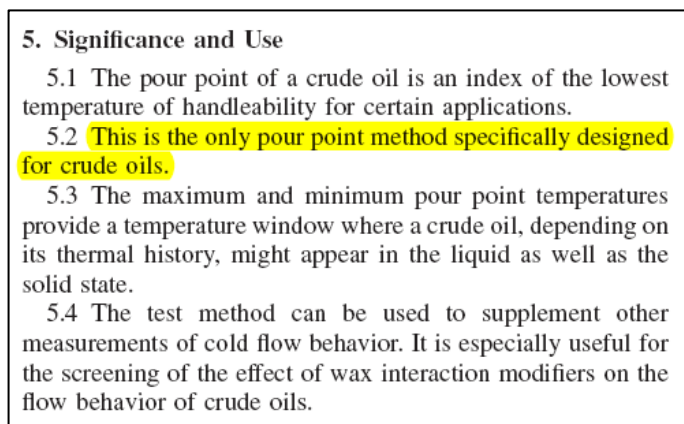 5. Significance and Use
5.1 The pour point of a crude oil is an index of the lowest
temperature of handleability for certain applications.
5.2 This is the only pour point method specifically designed
for crude oils.
5.3 The maximum and minimum pour point temperatures
provide a temperature window where a crude oil, depending on
its thermal history, might appear in the liquid as well as the
solid state.
5.4 The test method can be used to supplement other
measurements of cold flow behavior. It is especially useful for
the screening of the effect of wax interaction modifiers on the
flow behavior of crude oils.